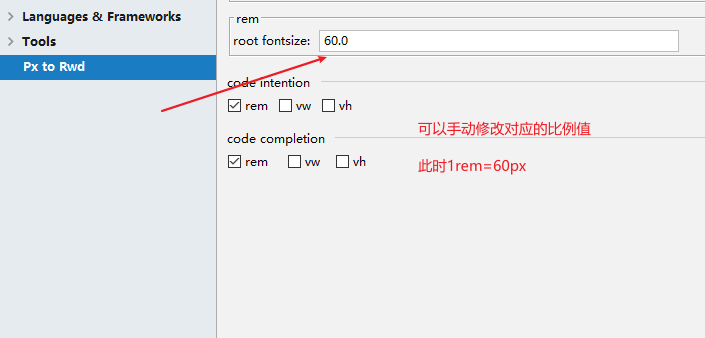 Languages & Frameworks
Tools
Px to Rwd
rem
root fontsize: 60.0
code intention
rem vw vh
code completion
rem vw vh
可以手动修改对应的比例值
此时1rem=60px